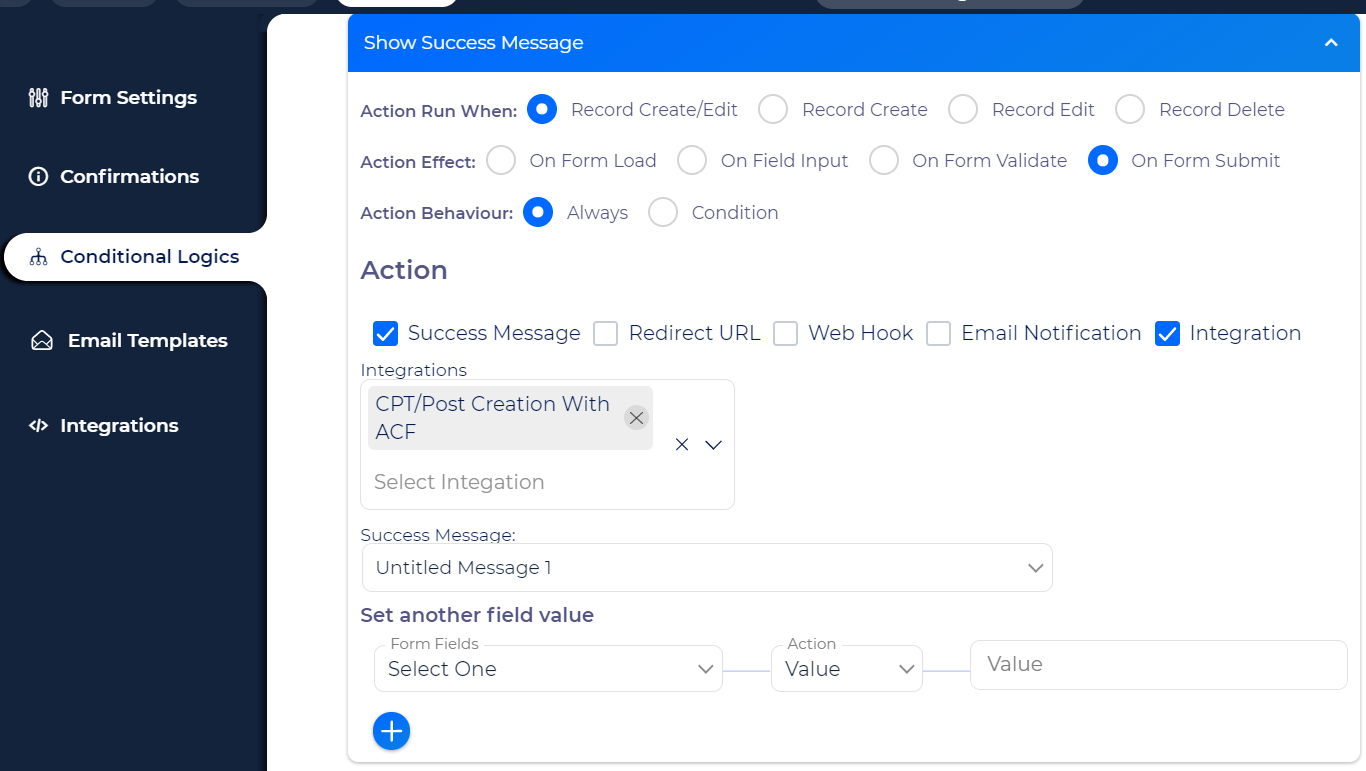 Form Settings
Confirmations
Conditional Logics
Email Templates
Integrations
Show Success Message
Action Run When: Record Create/Edit Record Create Record Edit Record Delete
Action Effect: On Form Load On Field Input On Form Validate On Form Submit
Action Behaviour: Always Condition
Action
Success Message Redirect URL Web Hook Email Notification Integration
Integrations
CPT/Post Creation With
ACF
Select Integation
Success Message:
Untitled Message 1
Set another field value
Form Fields Action
Select One Value Value